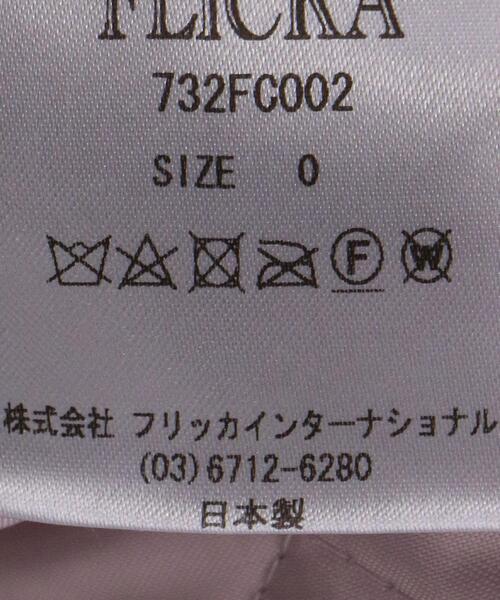 FLICKA
732FC002
SIZE 0
F W
株式会社 フリッカインターナショナル
(03)6712-6280
日本製